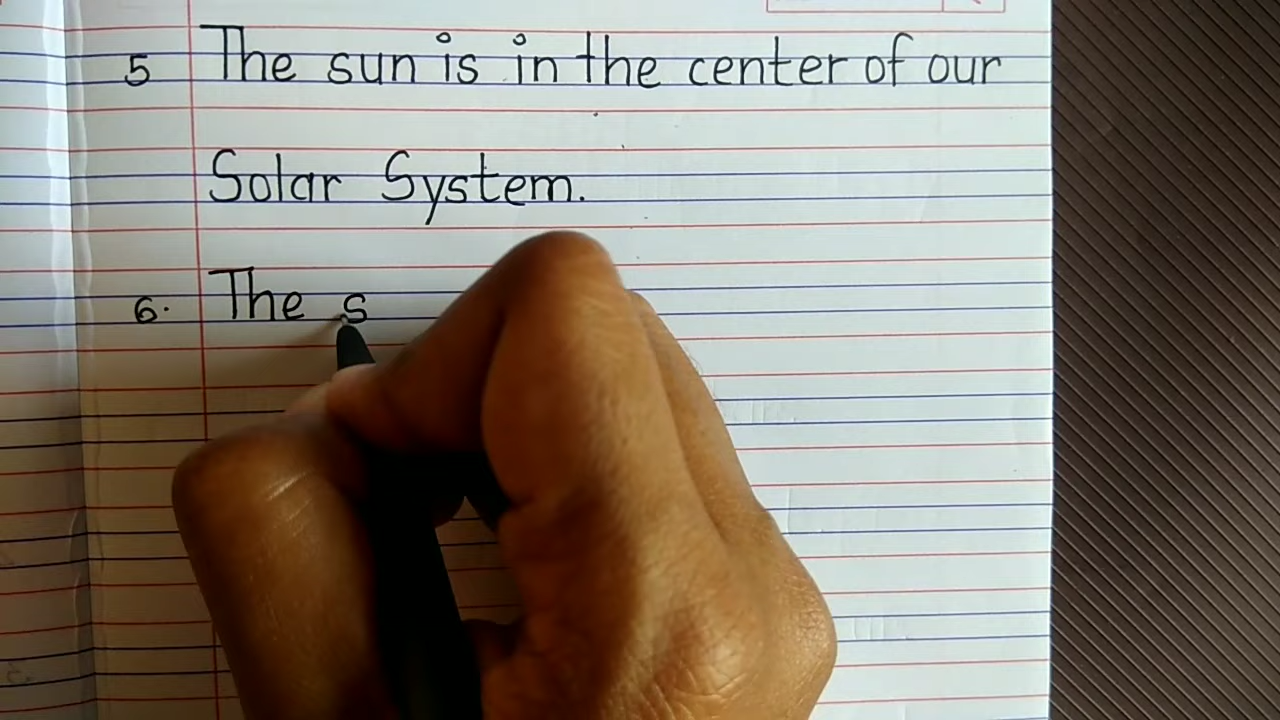 5 The sun is in the center of our
Solar System.
6. The s